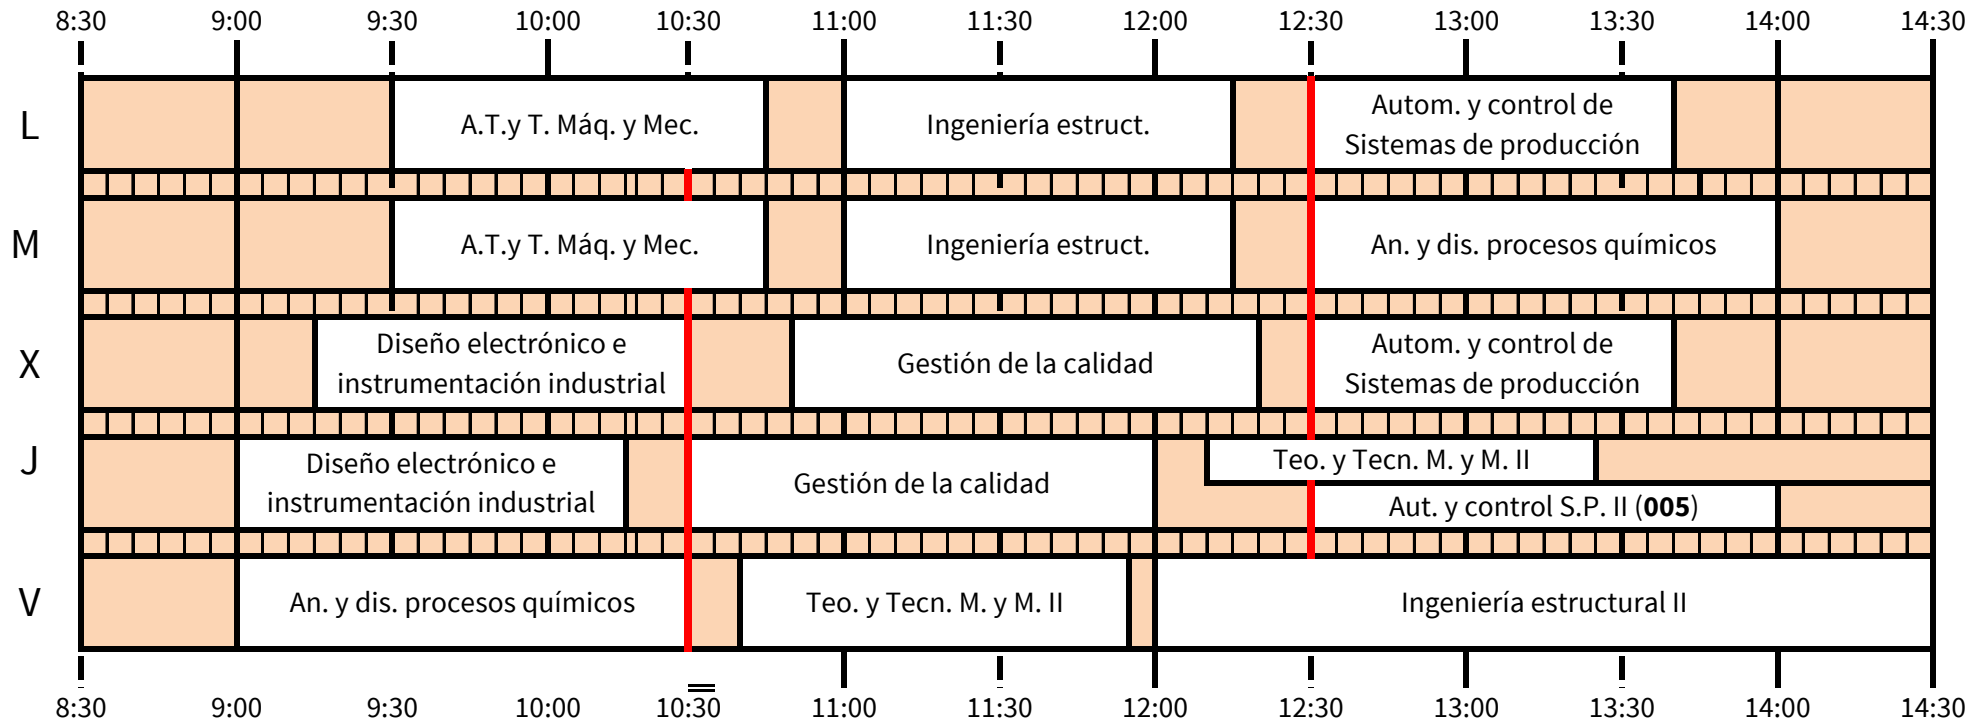 8:30 9:00 9:30 10:00 10:30 11:00 11:30 12:00 12:30 13:00 13:30 14:00 14:30
L
A.T.y T. Máq. y Mec.
Ingeniería estruct.
Autom. y control de
Sistemas de producción
M
A.T.y T. Máq. y Mec.
Ingeniería estruct.
An. y dis. procesos químicos
X
Diseño electrónico e
instrumentación industrial
Gestión de la calidad
Autom. y control de
Sistemas de producción
J
Diseño electrónico e
instrumentación industrial
Gestión de la calidad
Teo. y Tecn. M. y M. II
Aut. y control S.P. II (005)
V
An. y dis. procesos químicos
Teo. y Tecn. M. y M. II
Ingeniería estructural II
8:30 9:00 9:30 10:00 10:30 11:00 11:30 12:00 12:30 13:00 13:30 14:00 14:30